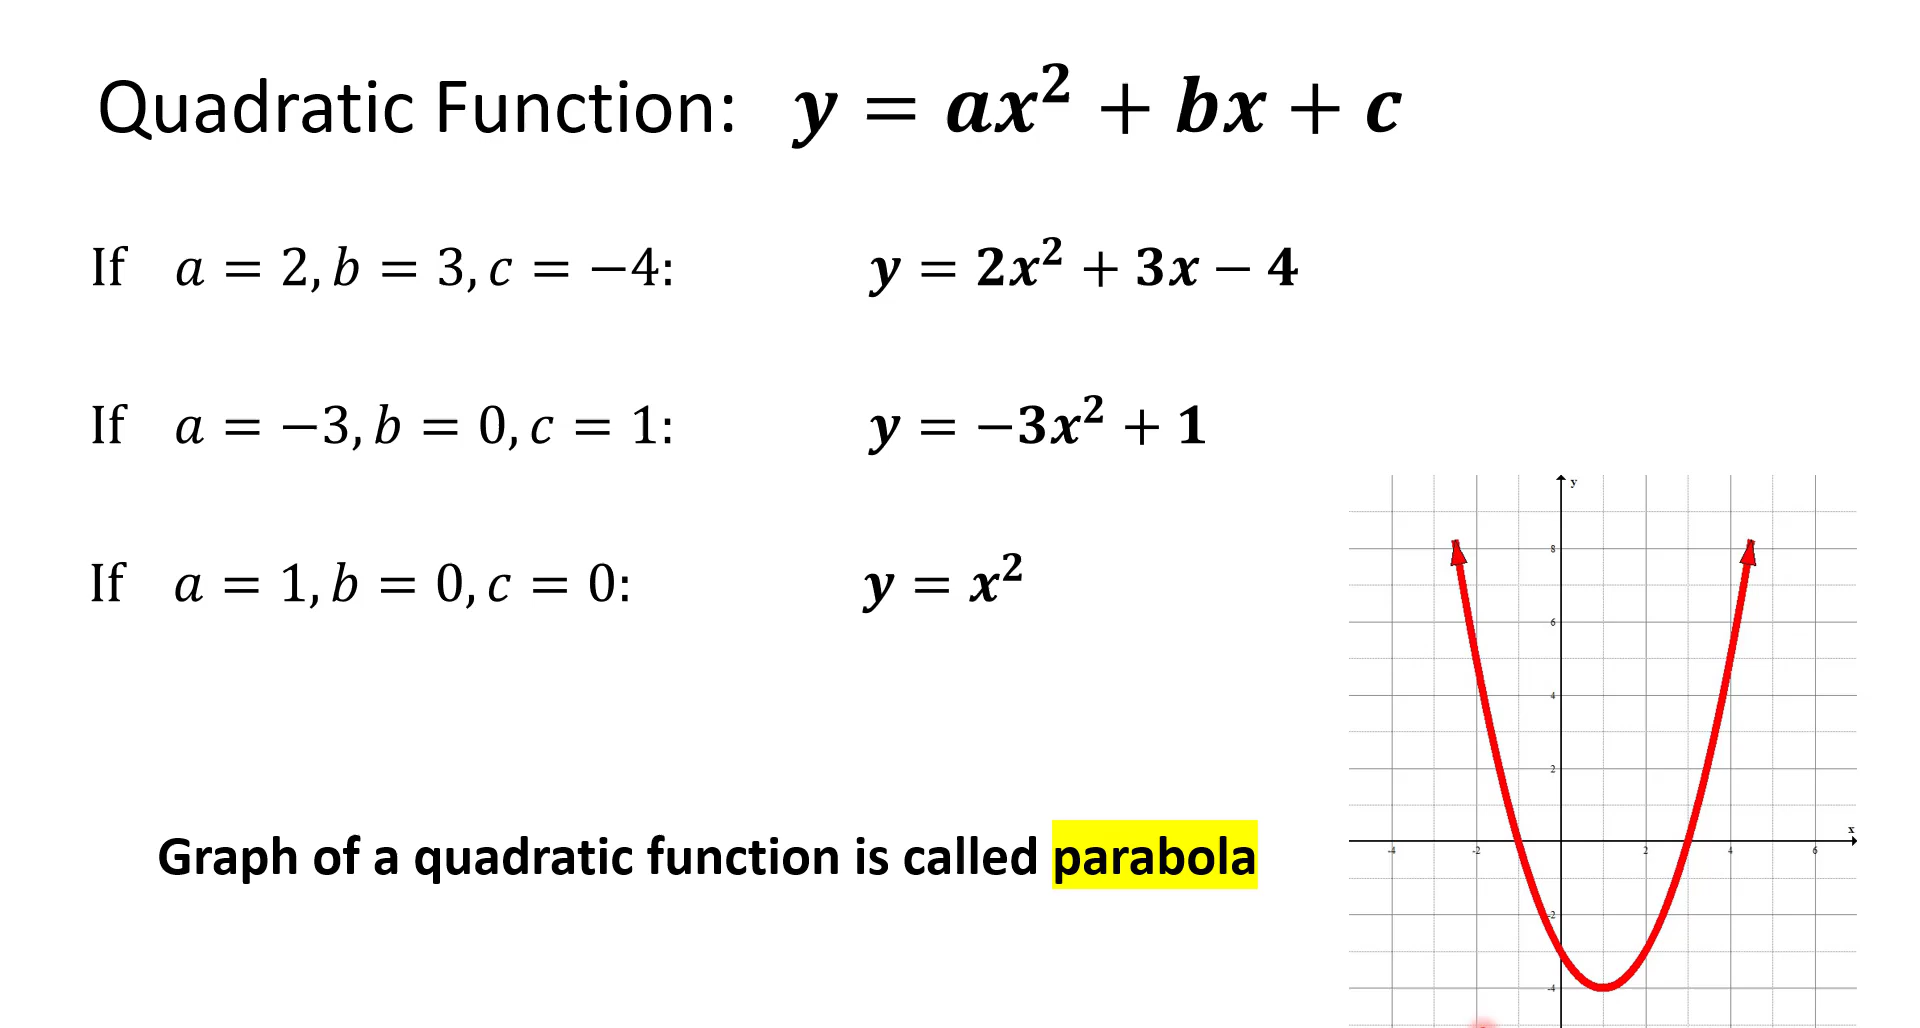 Quadratic Function: y = ax² + bx + c
If a = 2, b = 3, c = −4: y = 2x² + 3x − 4
If a = −3, b = 0, c = 1: y = −3x² + 1
If a = 1, b = 0, c = 0: y = x²
Graph of a quadratic function is called parabola
y
8
6
4
2
x
-4 -2 2 4 6
-2
-4